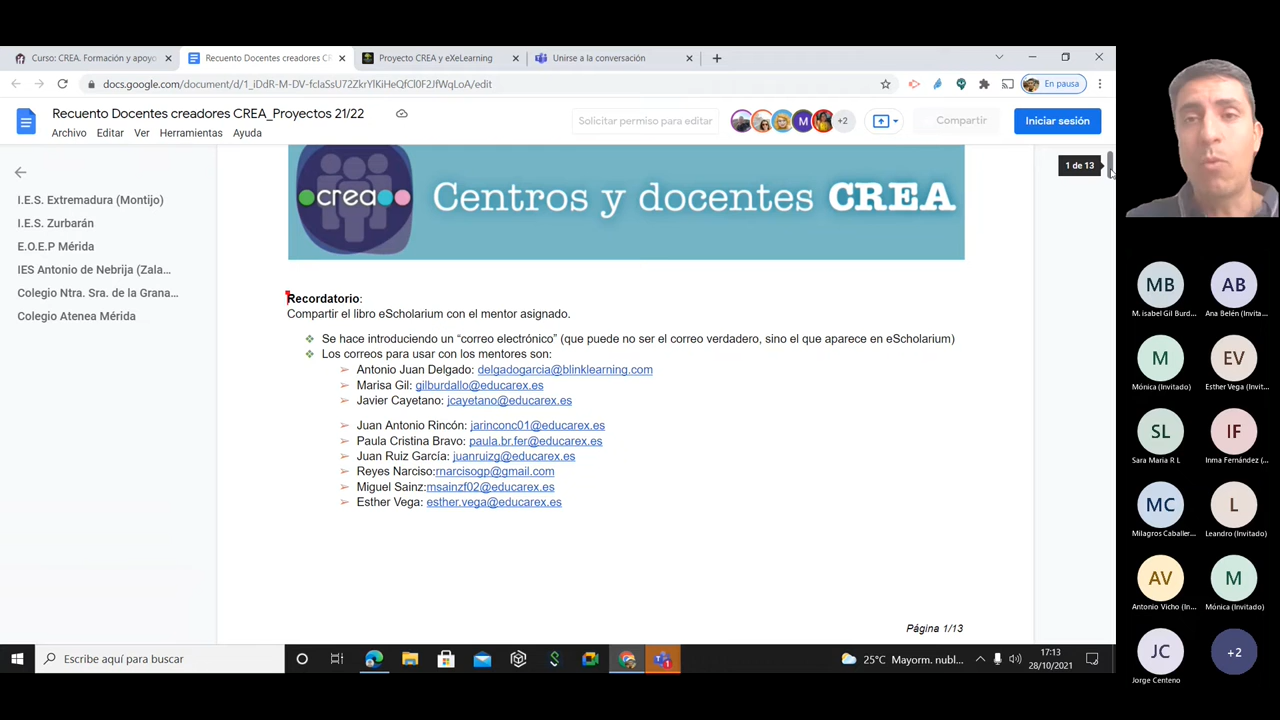 Curso: CREA. Formación y apoyo
Recuento Docentes creadores CR
Proyecto CREA y eXeLearning
Unirse a la conversación
En pausa
Recuento Docentes creadores CREA_Proyectos 21/22
Archivo Editar Ver Herramientas Ayuda
Solicitar permiso para editar
M
+2
Compartir
Iniciar sesión
I.E.S. Extremadura (Montijo)
I.E.S. Zurbarán
E.O.E.P Mérida
IES Antonio de Nebrija (Zala...
Colegio Ntra. Sra. de la Grana...
Colegio Atenea Mérida
1 de 13
crea
Centros y docentes CREA
Recordatorio:
Compartir el libro eScholarium con el mentor asignado.
Se hace introduciendo un “correo electrónico” (que puede no ser el correo verdadero, sino el que aparece en eScholarium)
Los correos para usar con los mentores son:
Antonio Juan Delgado: delgadogarcia@blinklearning.com
Marisa Gil: gilburdallo@educarex.es
Javier Cayetano: jcayetano@educarex.es
Juan Antonio Rincón: jarinconc01@educarex.es
Paula Cristina Bravo: paula.br.fer@educarex.es
Juan Ruiz García: juanruizg@educarex.es
Reyes Narciso:rnarcisogp@gmail.com
Miguel Sainz:msainzf02@educarex.es
Esther Vega: esther.vega@educarex.es
Página 1/13
MB
M. isabel Gil Burd...
AB
Ana Belén (Invita...
M
Mónica (Invitado)
EV
Esther Vega (Invit...
SL
Sara Maria R L
IF
Inma Fernández (...
MC
Milagros Caballer...
L
Leandro (Invitado)
AV
Antonio Vicho (In...
M
Mónica (Invitado)
JC
Jorge Centeno
+2
Escribe aquí para buscar
25°C Mayorm. nubl...
17:13
28/10/2021